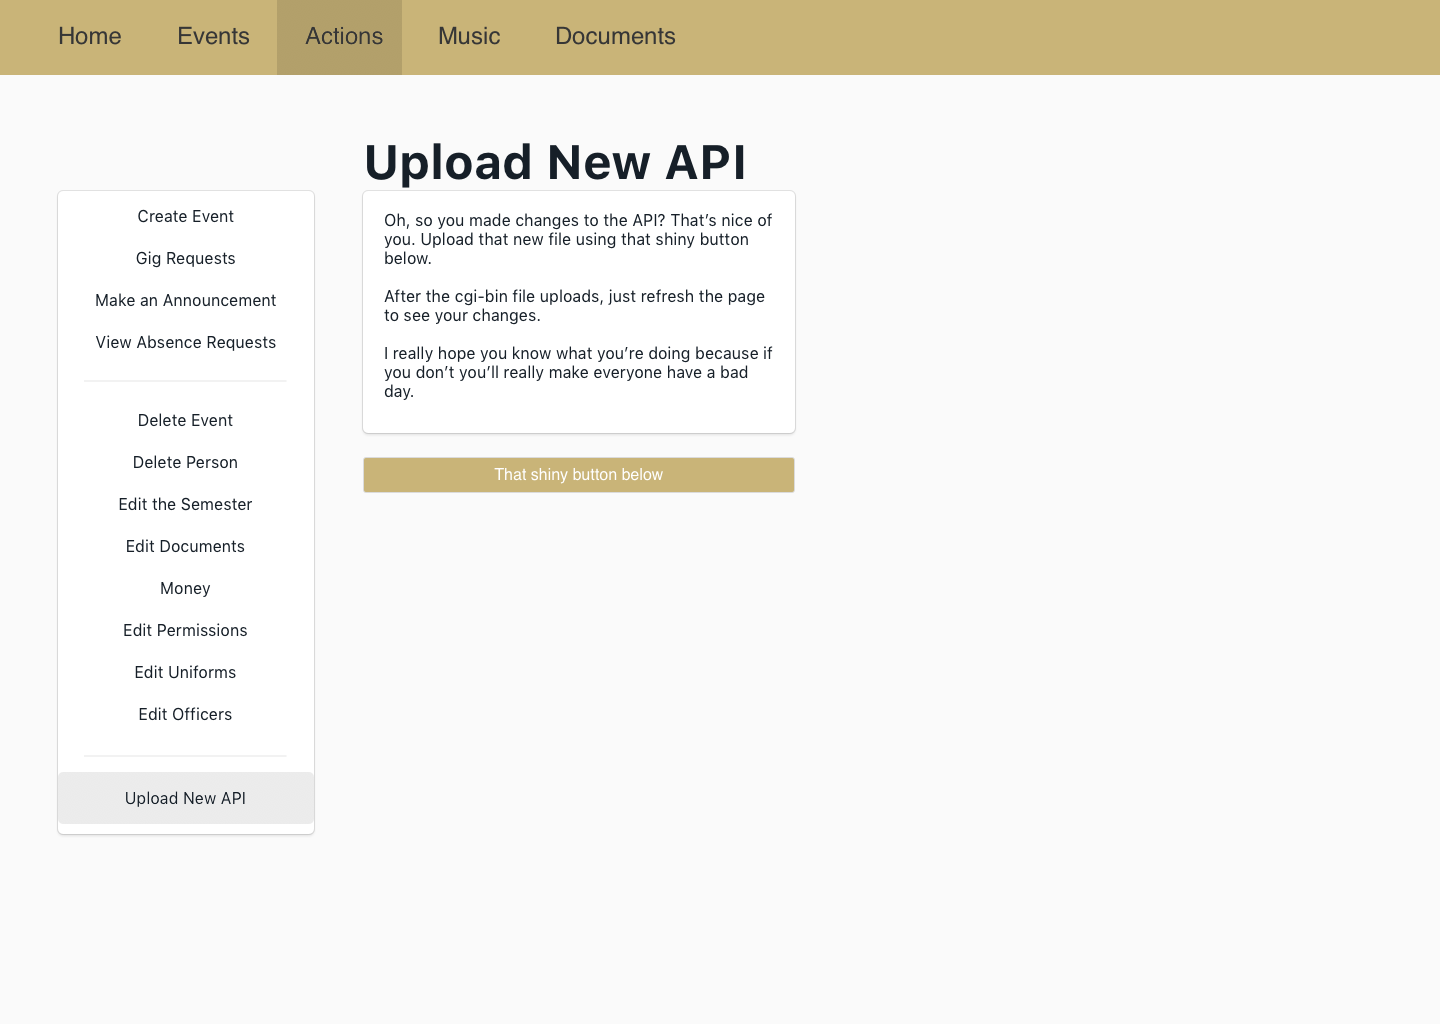 Home Events Actions Music Documents
Upload New API
Create Event
Gig Requests
Make an Announcement
View Absence Requests
Delete Event
Delete Person
Edit the Semester
Edit Documents
Money
Edit Permissions
Edit Uniforms
Edit Officers
Upload New API
Oh, so you made changes to the API? That’s nice of
you. Upload that new file using that shiny button
below.
After the cgi-bin file uploads, just refresh the page
to see your changes.
I really hope you know what you’re doing because if
you don’t you’ll really make everyone have a bad
day.
That shiny button below